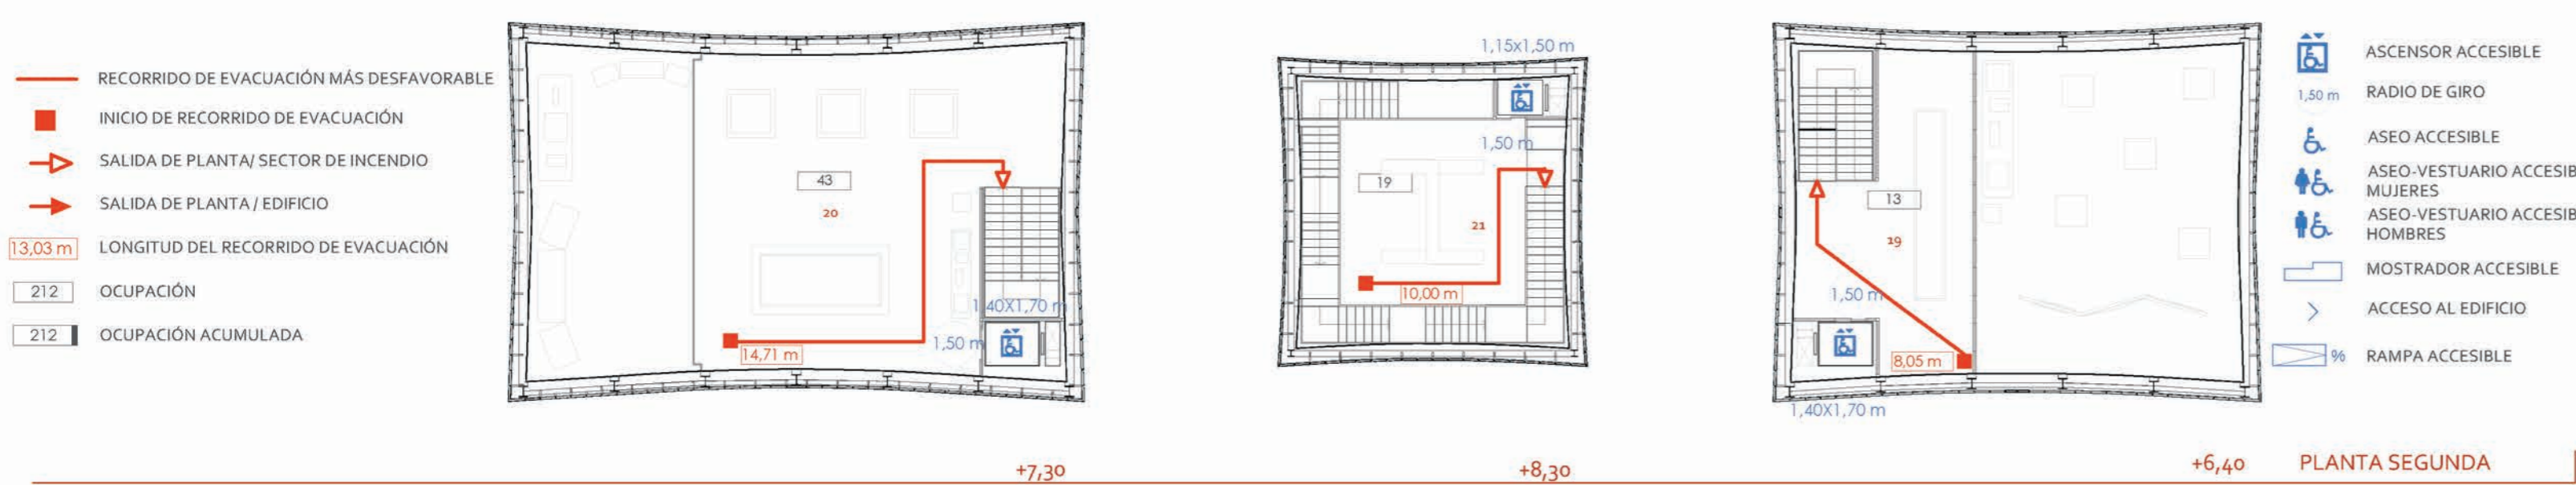 RECORRIDO DE EVACUACIÓN MÁS DESFAVORABLE
INICIO DE RECORRIDO DE EVACUACIÓN
SALIDA DE PLANTA/ SECTOR DE INCENDIO
SALIDA DE PLANTA / EDIFICIO
13,03 m LONGITUD DEL RECORRIDO DE EVACUACIÓN
212 OCUPACIÓN
212 OCUPACIÓN ACUMULADA
43
20
1,40X1,70 m
1,50 m
14,71 m
+7,30
1,15x1,50 m
1,50 m
19
21
10,00 m
+8,30
13
19
1,50 m
8,05 m
1,40X1,70 m
+6,40
PLANTA SEGUNDA
ASCENSOR ACCESIBLE
1,50 m RADIO DE GIRO
ASEO ACCESIBLE
ASEO-VESTUARIO ACCESIB
MUJERES
ASEO-VESTUARIO ACCESIB
HOMBRES
MOSTRADOR ACCESIBLE
ACCESO AL EDIFICIO
% RAMPA ACCESIBLE